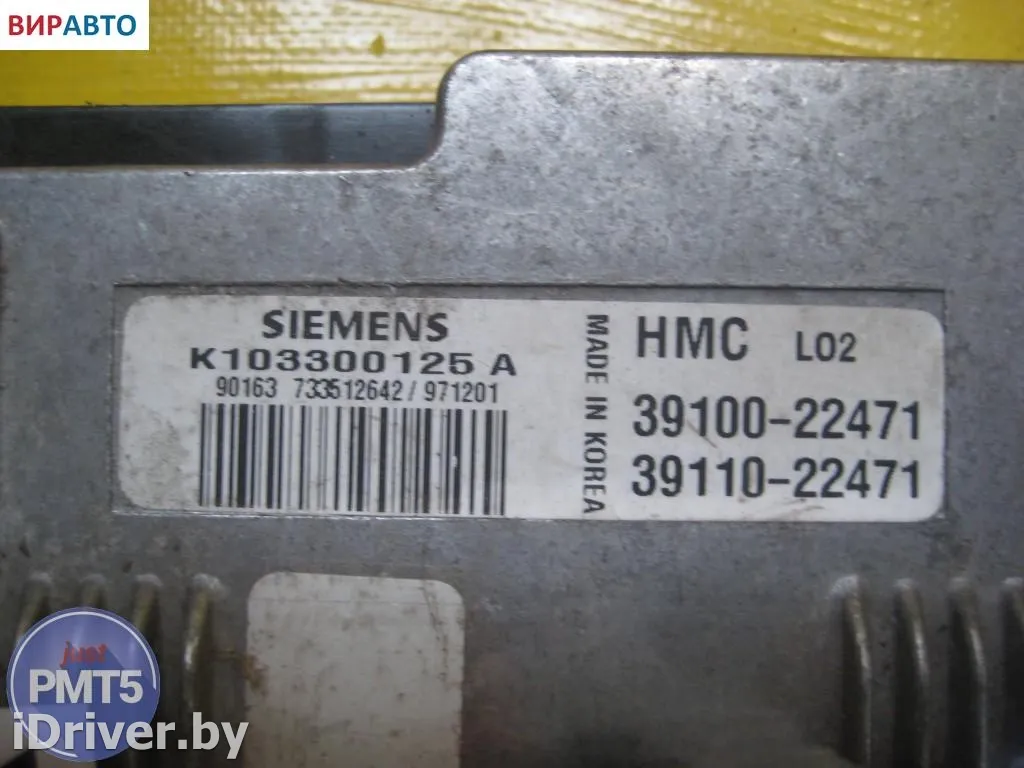 ВИРАВТО
SIEMENS
K103300125 A
90163 733512642/971201
MADE IN KOREA
HMC L02
39100-22471
39110-22471
just
PMT5
iDriver.by